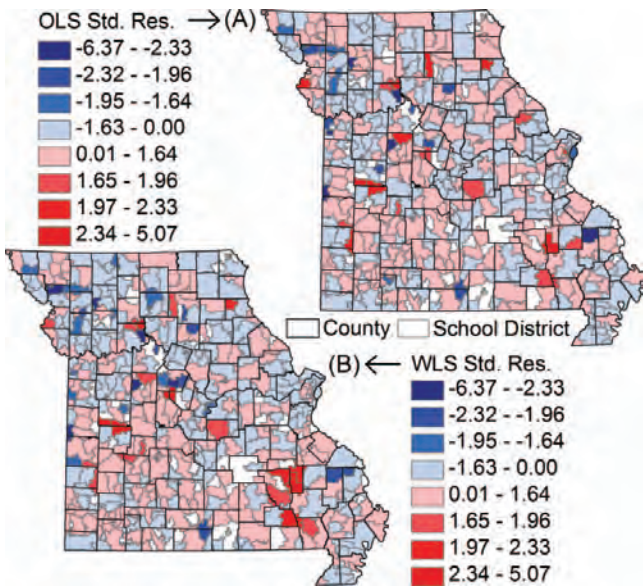 OLS Std. Res. → (A)
-6.37 - -2.33
-2.32 - -1.96
-1.95 - -1.64
-1.63 - 0.00
0.01 - 1.64
1.65 - 1.96
1.97 - 2.33
2.34 - 5.07
County School District
(B) ← WLS Std. Res.
-6.37 - -2.33
-2.32 - -1.96
-1.95 - -1.64
-1.63 - 0.00
0.01 - 1.64
1.65 - 1.96
1.97 - 2.33
2.34 - 5.07